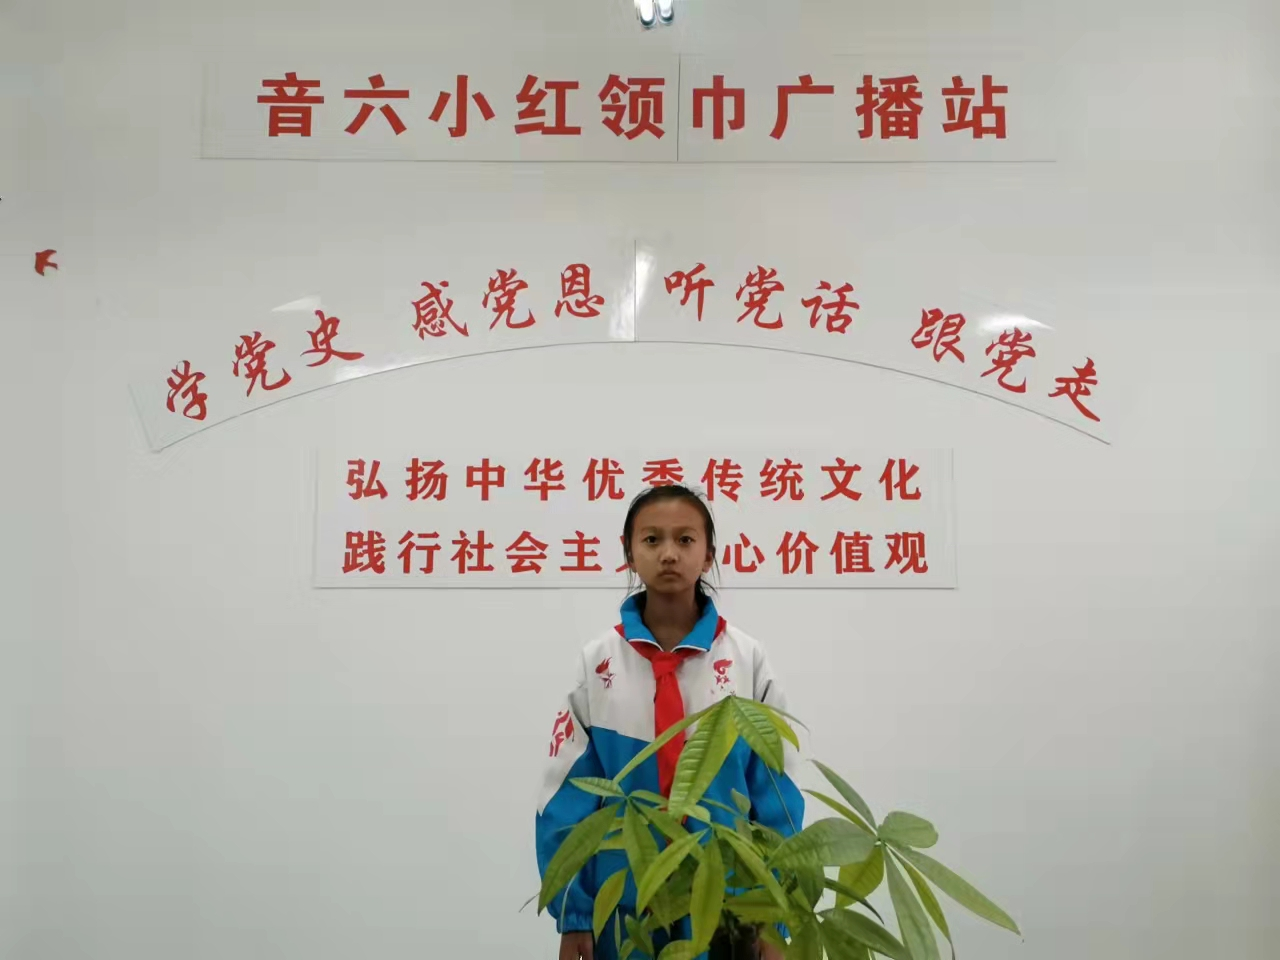 音六小红领巾广播站
学党史 感党恩 听党话 跟党走
弘扬中华优秀传统文化
践行社会主义 心价值观